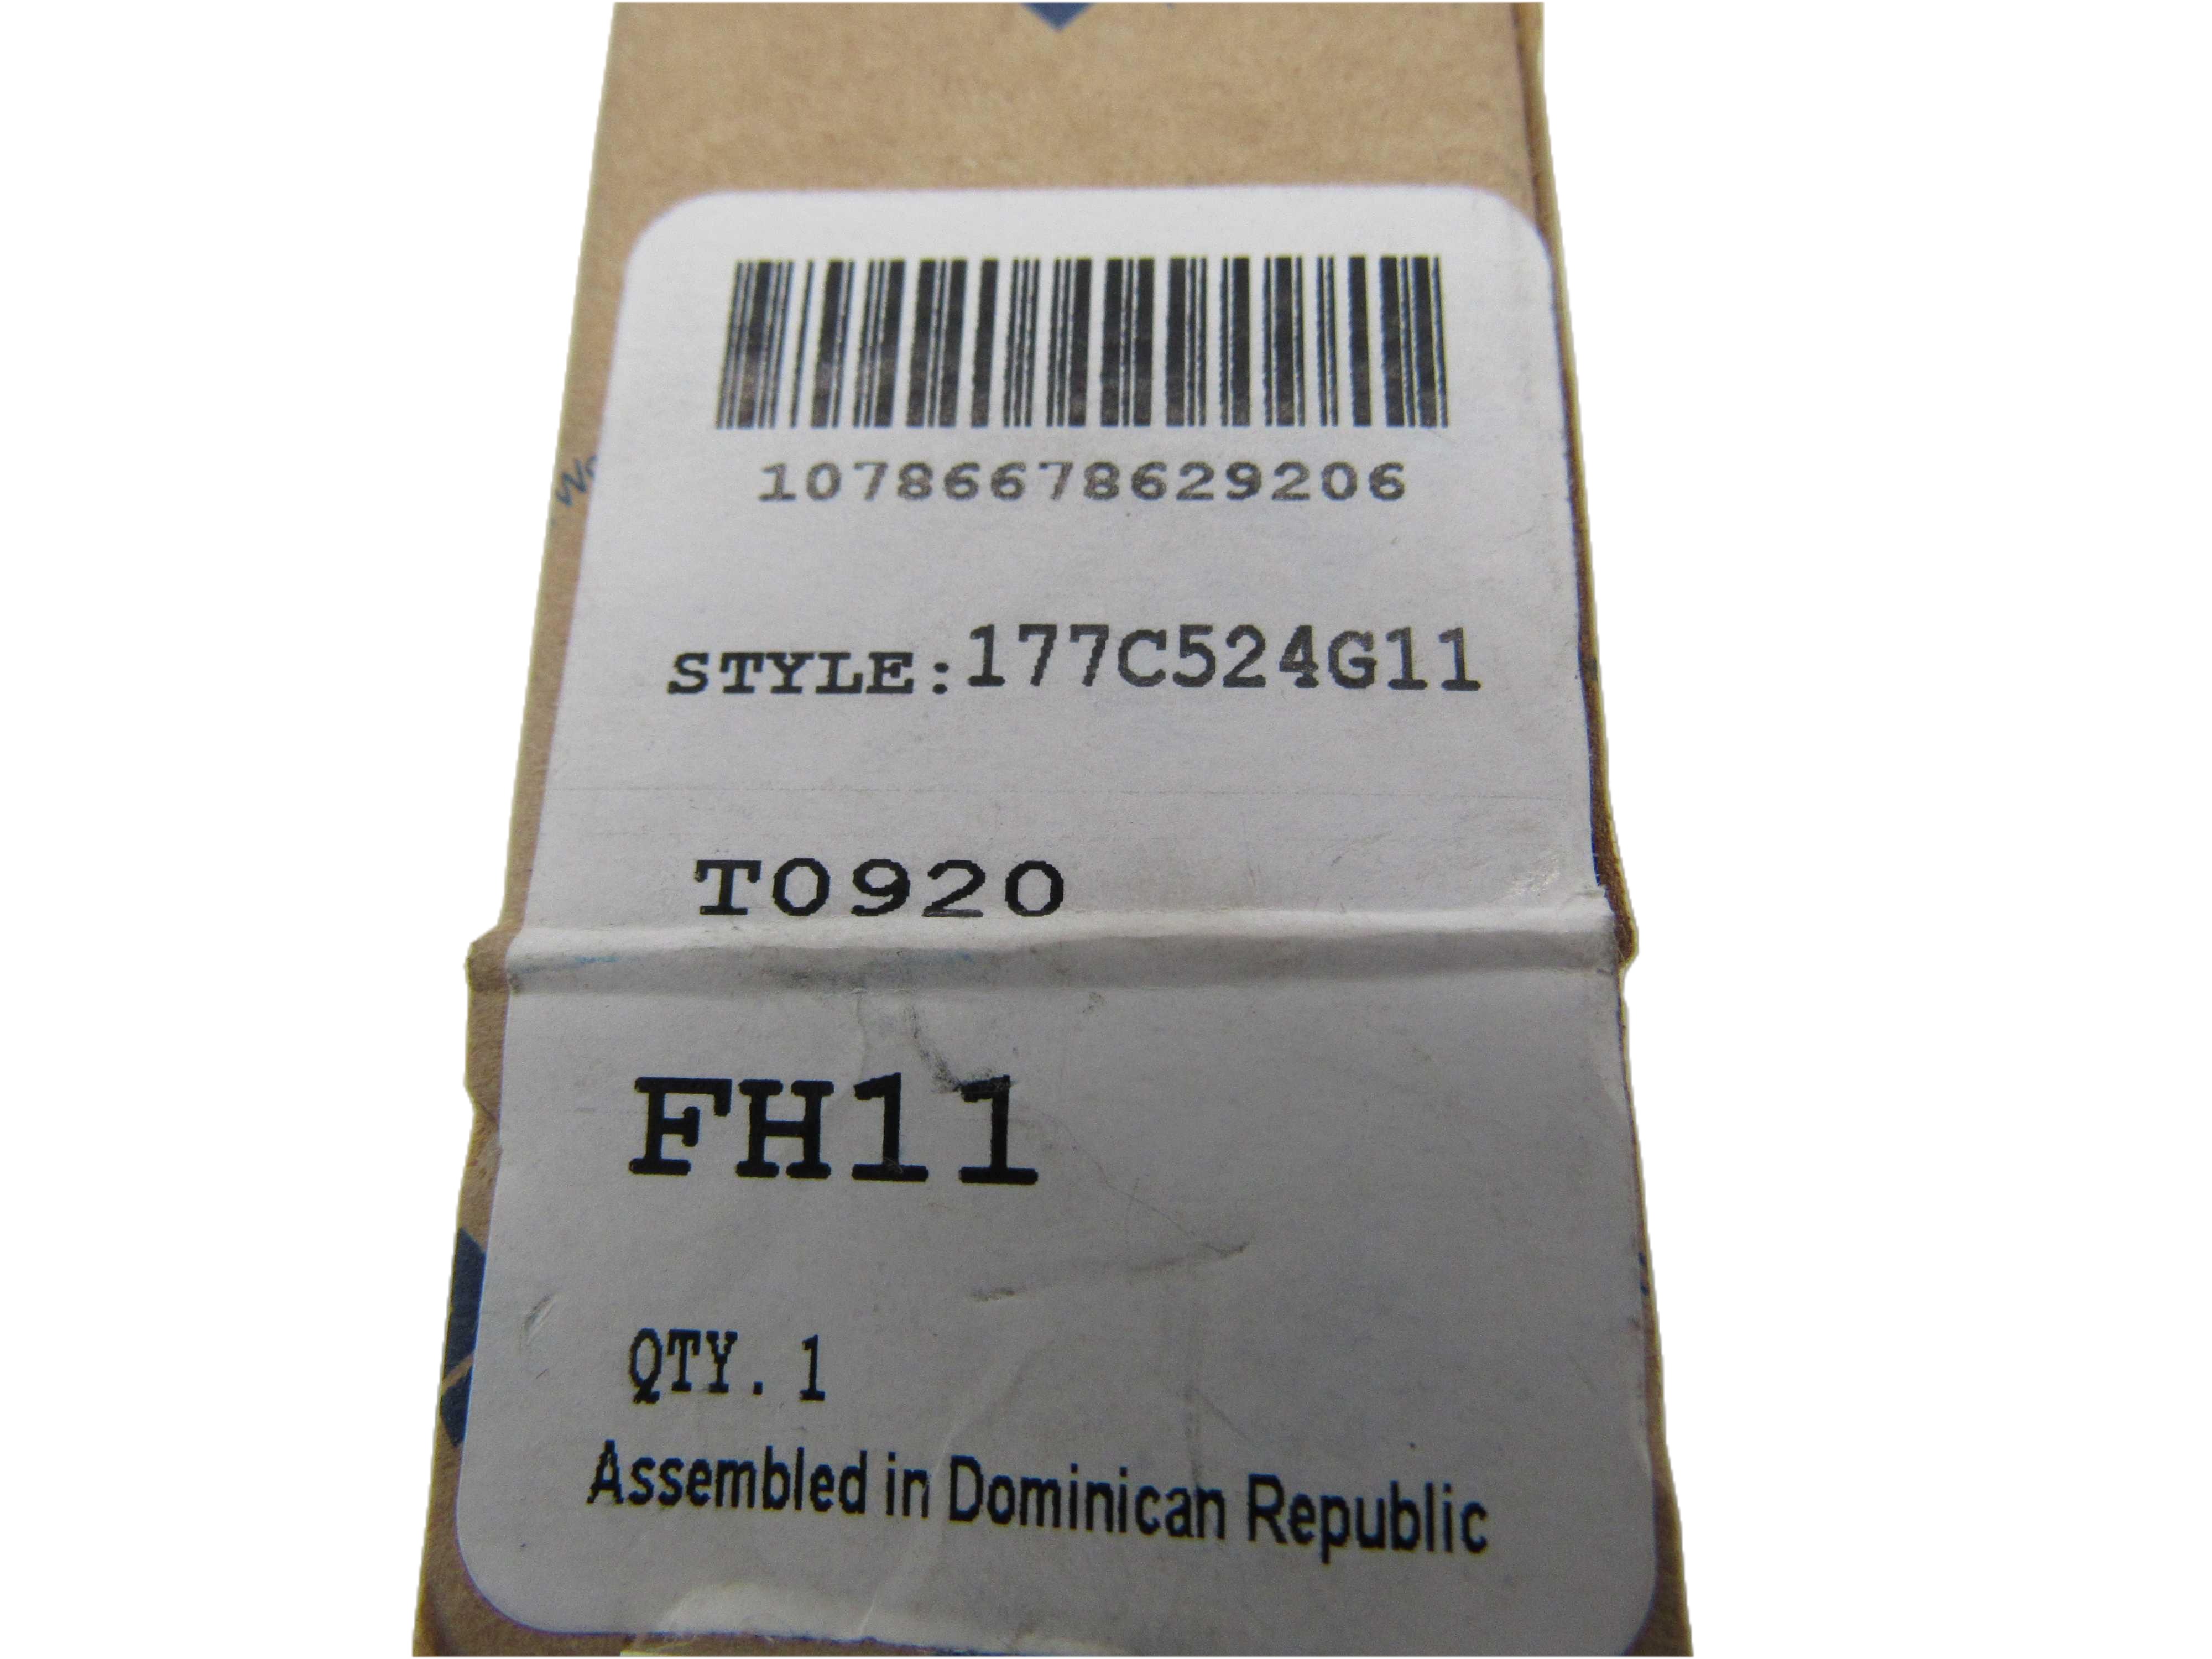 10786678629206
STYLE:177C524G11
T0920
FH11
QTY. 1
Assembled in Dominican Republic